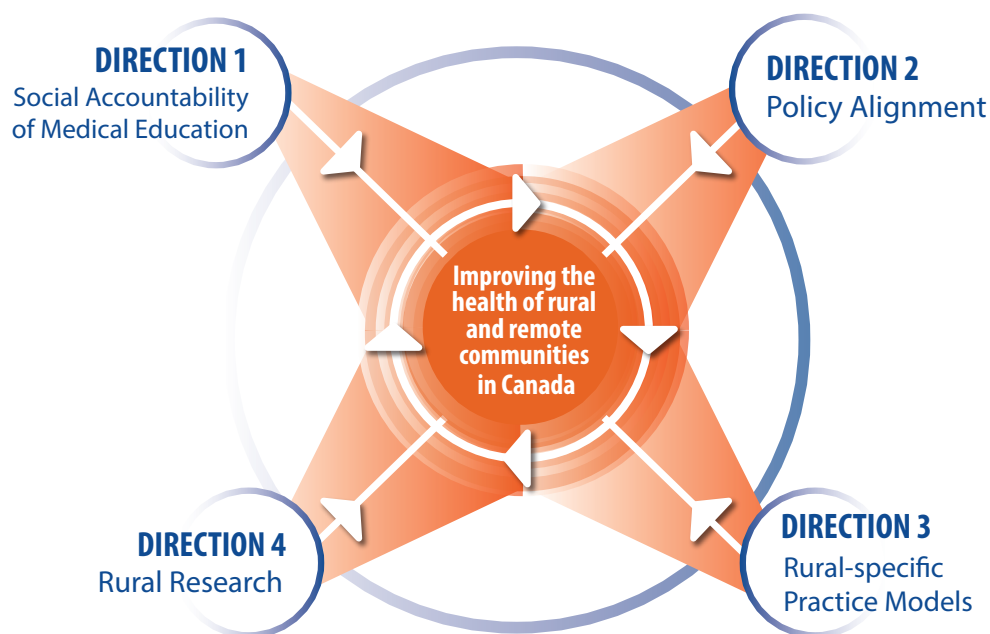 DIRECTION 1
Social Accountability
of Medical Education
DIRECTION 2
Policy Alignment
Improving the
health of rural
and remote
communities
in Canada
DIRECTION 4
Rural Research
DIRECTION 3
Rural-specific
Practice Models